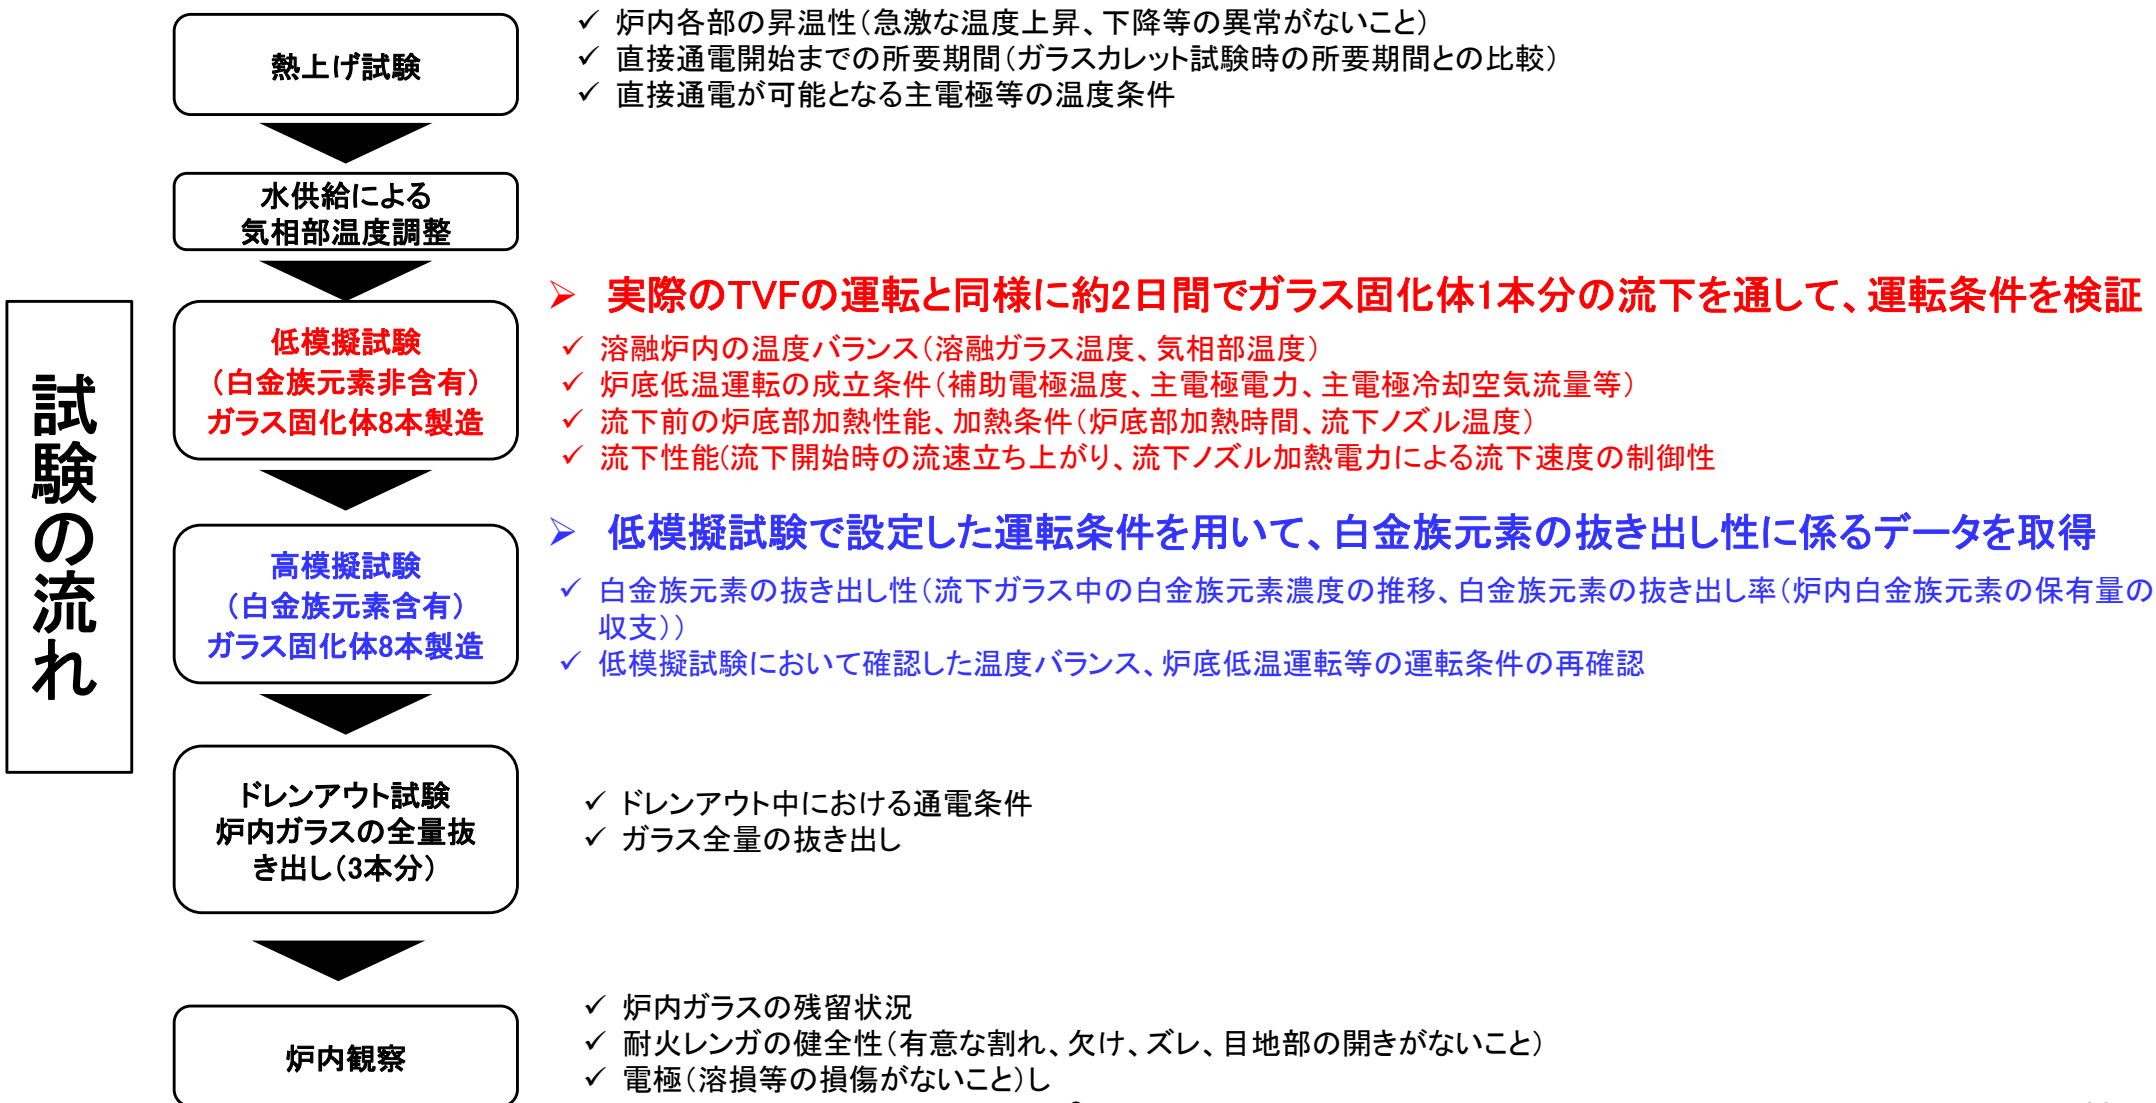 試験の流れ
熱上げ試験
✓ 炉内各部の昇温性（急激な温度上昇、下降等の異常がないこと）
✓ 直接通電開始までの所要期間（ガラスカレット試験時の所要期間との比較）
✓ 直接通電が可能となる主電極等の温度条件
水供給による
気相部温度調整
低模擬試験
（白金族元素非含有）
ガラス固化体8本製造
➢ 実際のTVFの運転と同様に約2日間でガラス固化体1本分の流下を通して、運転条件を検証
✓ 溶融炉内の温度バランス（溶融ガラス温度、気相部温度）
✓ 炉底低温運転の成立条件（補助電極温度、主電極電力、主電極冷却空気流量等）
✓ 流下前の炉底部加熱性能、加熱条件（炉底部加熱時間、流下ノズル温度）
✓ 流下性能(流下開始時の流速立ち上がり、流下ノズル加熱電力による流下速度の制御性
高模擬試験
（白金族元素含有）
ガラス固化体8本製造
➢ 低模擬試験で設定した運転条件を用いて、白金族元素の抜き出し性に係るデータを取得
✓ 白金族元素の抜き出し性（流下ガラス中の白金族元素濃度の推移、白金族元素の抜き出し率（炉内白金族元素の保有量の
収支））
✓ 低模擬試験において確認した温度バランス、炉底低温運転等の運転条件の再確認
ドレンアウト試験
炉内ガラスの全量抜
き出し（3本分）
✓ ドレンアウト中における通電条件
✓ ガラス全量の抜き出し
炉内観察
✓ 炉内ガラスの残留状況
✓ 耐火レンガの健全性（有意な割れ、欠け、ズレ、目地部の開きがないこと）
✓ 電極（溶損等の損傷がないこと）し